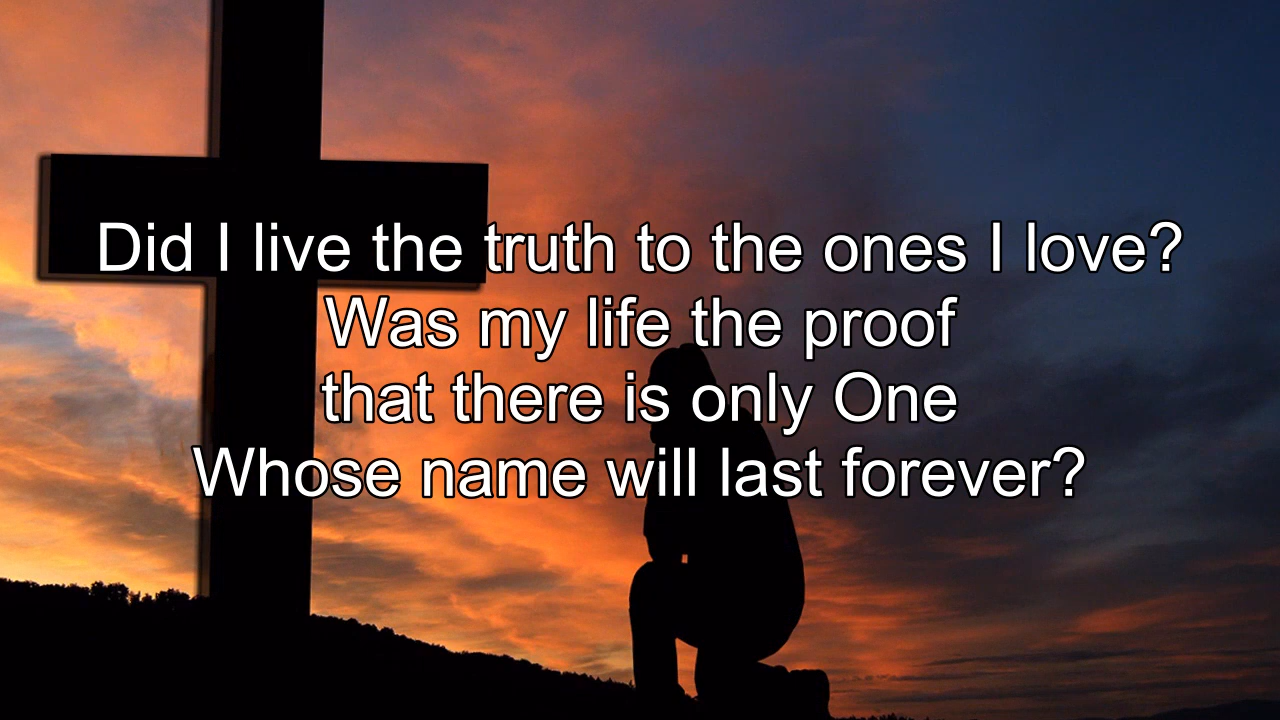 Did I live the truth to the ones I love?
Was my life the proof
that there is only One
Whose name will last forever?